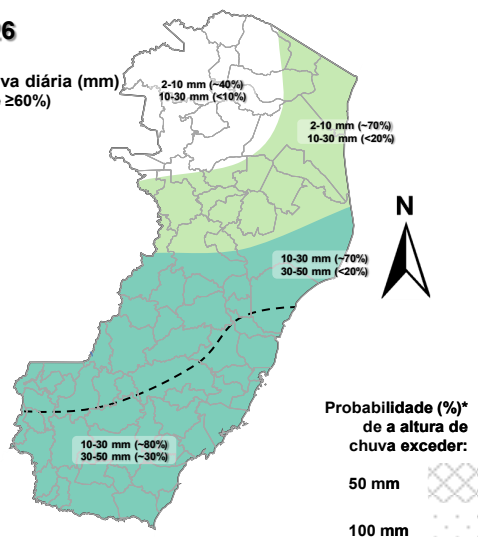 6
va diária (mm)
≥60%)
2-10 mm (~40%)
10-30 mm (<10%)
2-10 mm (~70%)
10-30 mm (<20%)
N
10-30 mm (~70%)
30-50 mm (<20%)
10-30 mm (~80%)
30-50 mm (~30%)
Probabilidade (%)*
de a altura de
chuva exceder:
50 mm
100 mm